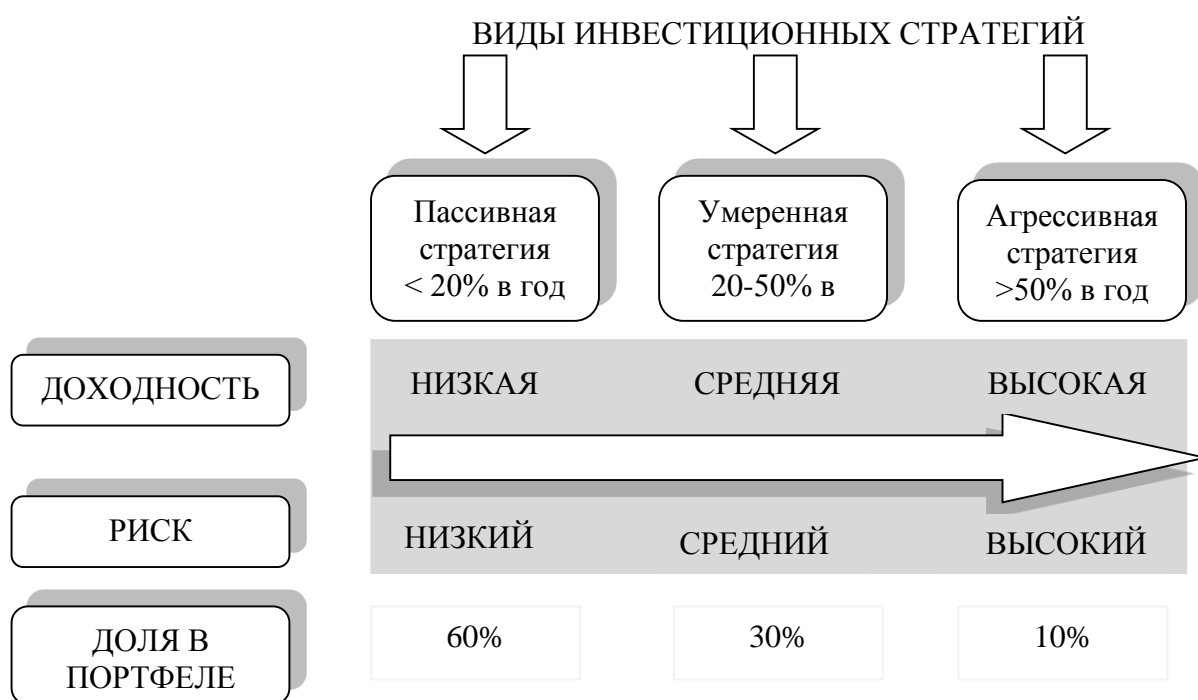 ВИДЫ ИНВЕСТИЦИОННЫХ СТРАТЕГИЙ
Пассивная
стратегия
< 20% в год
Умеренная
стратегия
20-50% в
Агрессивная
стратегия
>50% в год
ДОХОДНОСТЬ
НИЗКАЯ
СРЕДНЯЯ
ВЫСОКАЯ
РИСК
НИЗКИЙ
СРЕДНИЙ
ВЫСОКИЙ
ДОЛЯ В
ПОРТФЕЛЕ
60%
30%
10%